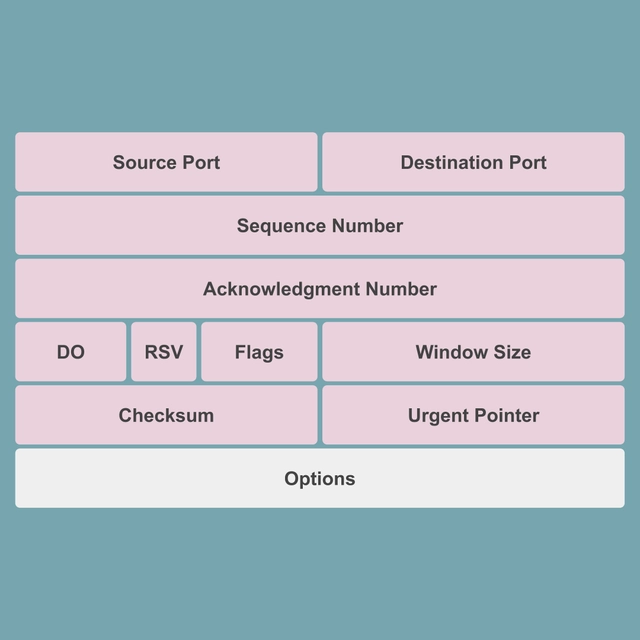 Source Port Destination Port
Sequence Number
Acknowledgment Number
DO RSV Flags Window Size
Checksum Urgent Pointer
Options